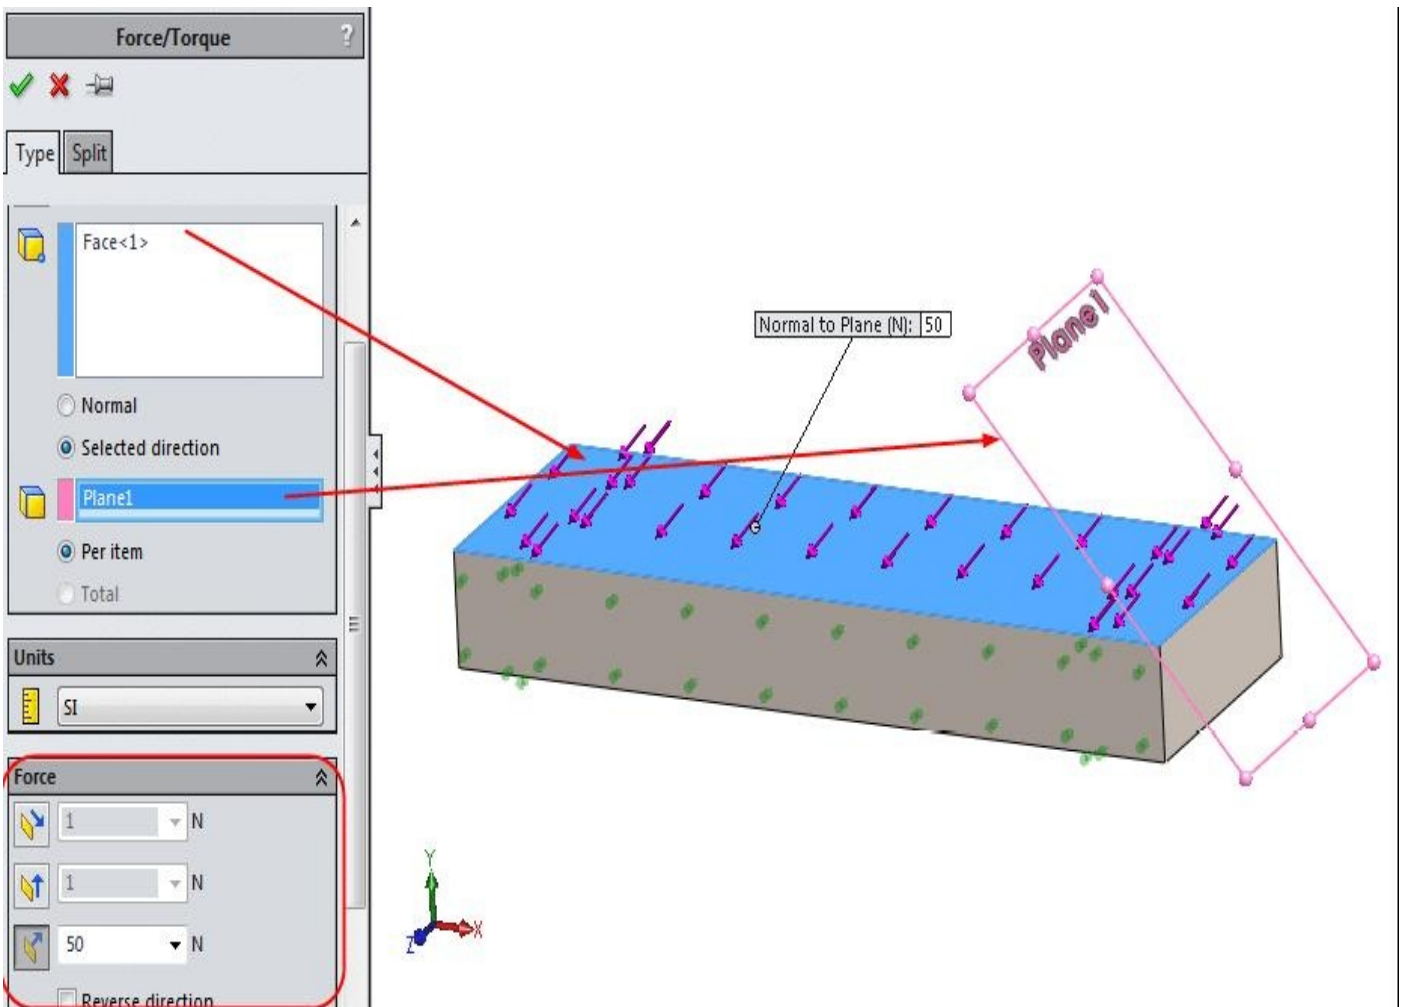 Force/Torque ?
Type Split
Face<1>
Normal
Selected direction
Plane1
Per item
Total
Units
SI
Force
1 N
1 N
50 N
Reverse direction
Normal to Plane (N): 50
Plane1
Y
X
Z